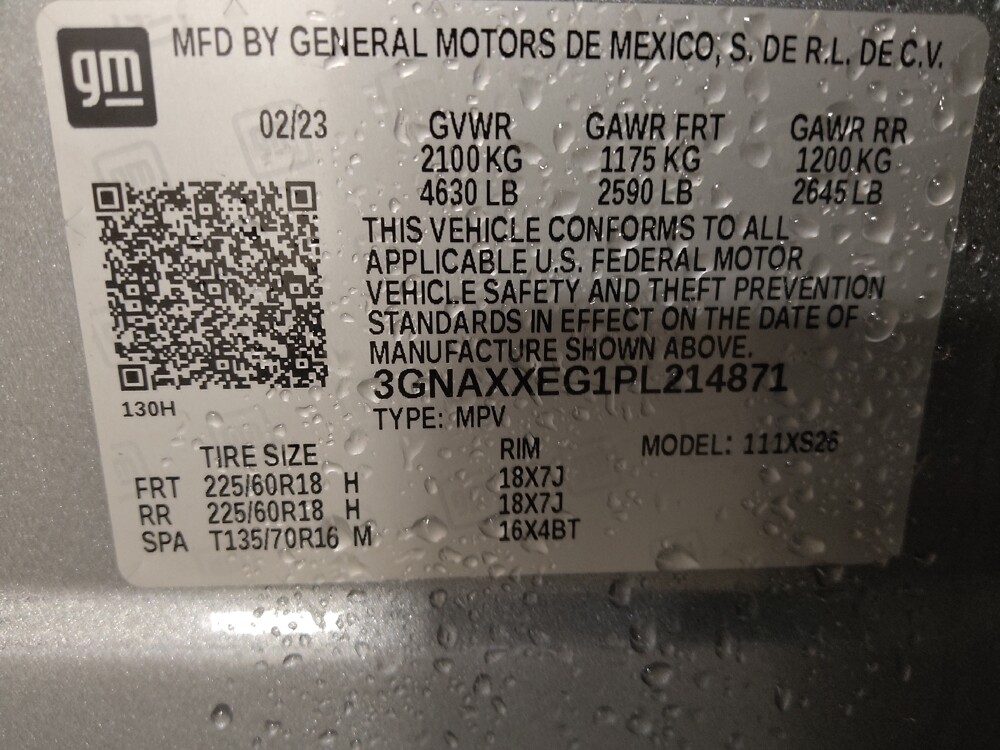 gm
MFD BY GENERAL MOTORS DE MEXICO, S. DE R.L. DE C.V.
02/23 GVWR GAWR FRT GAWR RR
2100 KG 1175 KG 1200 KG
4630 LB 2590 LB 2645 LB
THIS VEHICLE CONFORMS TO ALL
APPLICABLE U.S. FEDERAL MOTOR
VEHICLE SAFETY AND THEFT PREVENTION
STANDARDS IN EFFECT ON THE DATE OF
MANUFACTURE SHOWN ABOVE.
3GNAXXEG1PL214871
130H
TYPE: MPV
TIRE SIZE RIM MODEL: 111XS26
FRT 225/60R18 H 18X7J
RR 225/60R18 H 18X7J
SPA T135/70R16 M 16X4BT